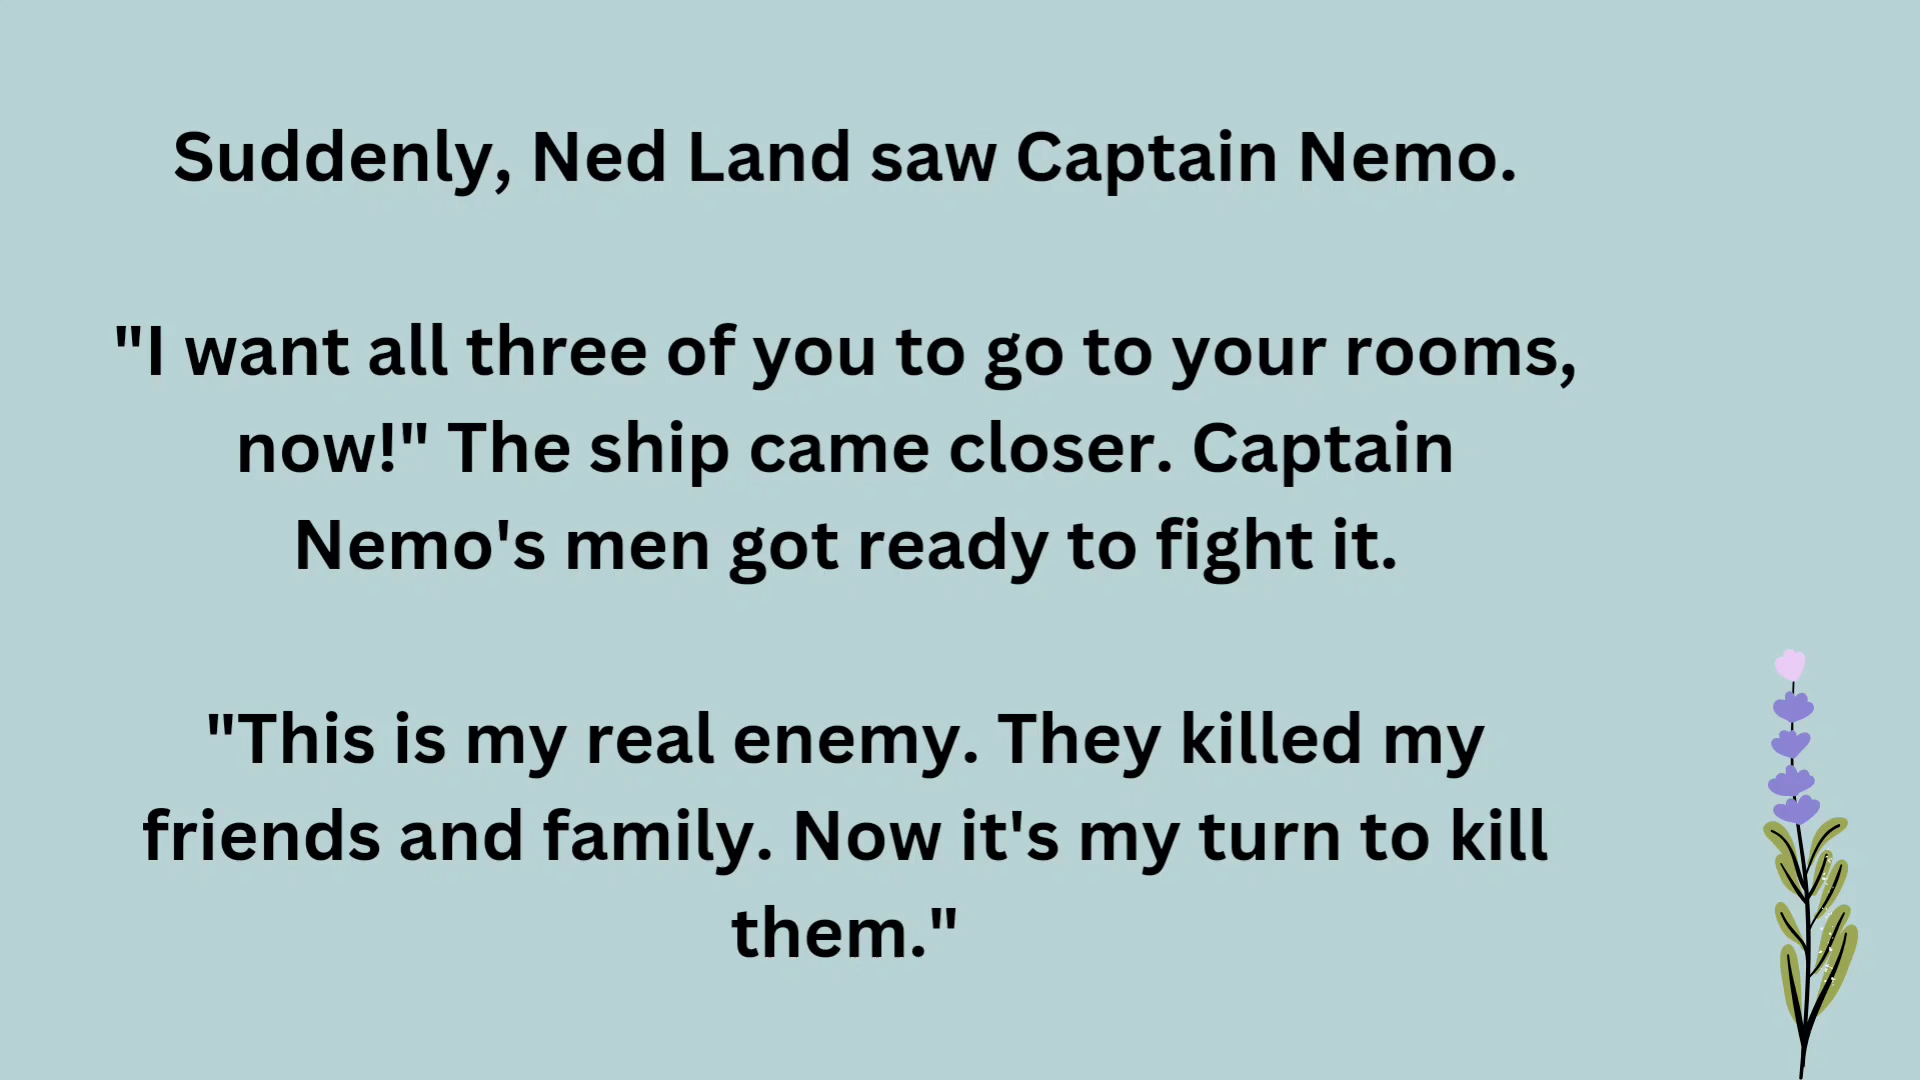 Suddenly, Ned Land saw Captain Nemo.
"I want all three of you to go to your rooms,
now!" The ship came closer. Captain
Nemo's men got ready to fight it.
"This is my real enemy. They killed my
friends and family. Now it's my turn to kill
them."